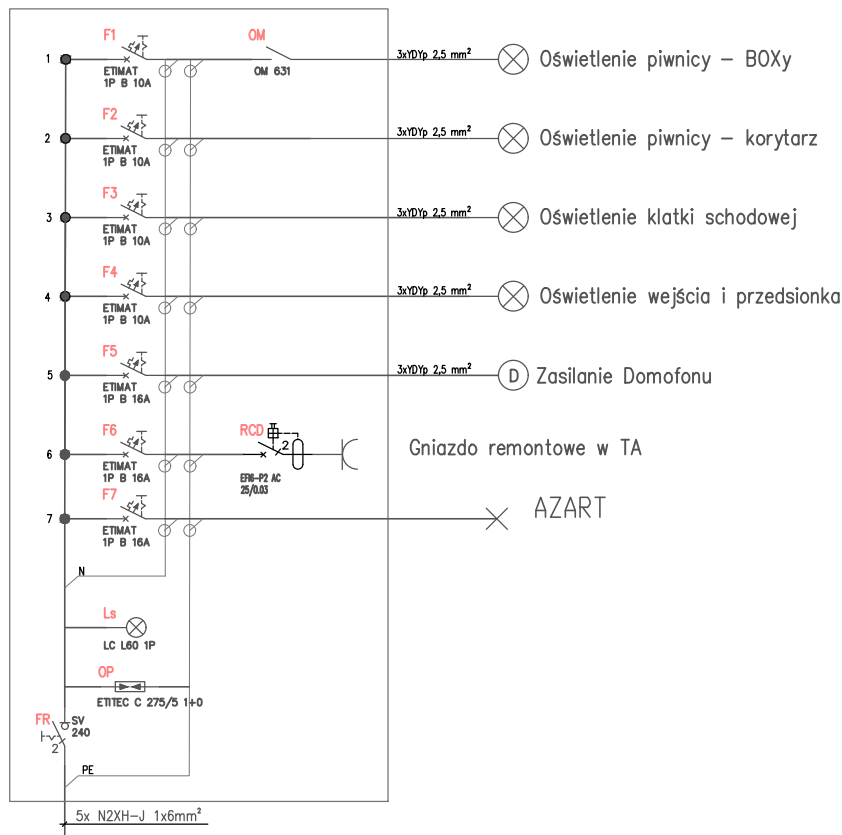 F1
OM
1
3xYDYp 2,5 mm²
Oświetlenie piwnicy – BOXy
ETIMAT
1P B 10A
OM 631
F2
2
3xYDYp 2,5 mm²
Oświetlenie piwnicy – korytarz
ETIMAT
1P B 10A
F3
3
3xYDYp 2,5 mm²
Oświetlenie klatki schodowej
ETIMAT
1P B 10A
F4
4
3xYDYp 2,5 mm²
Oświetlenie wejścia i przedsionka
ETIMAT
1P B 10A
F5
5
3xYDYp 2,5 mm²
D
Zasilanie Domofonu
ETIMAT
1P B 16A
F6
RCD
2
6
Gniazdo remontowe w TA
ETIMAT
1P B 16A
EFI6-P2 AC
25/0.03
F7
7
AZART
ETIMAT
1P B 16A
N
Ls
LC L60 1P
OP
ETITEC C 275/5 1+0
FR
SV
240
2
PE
5x N2XH-J 1x6mm²